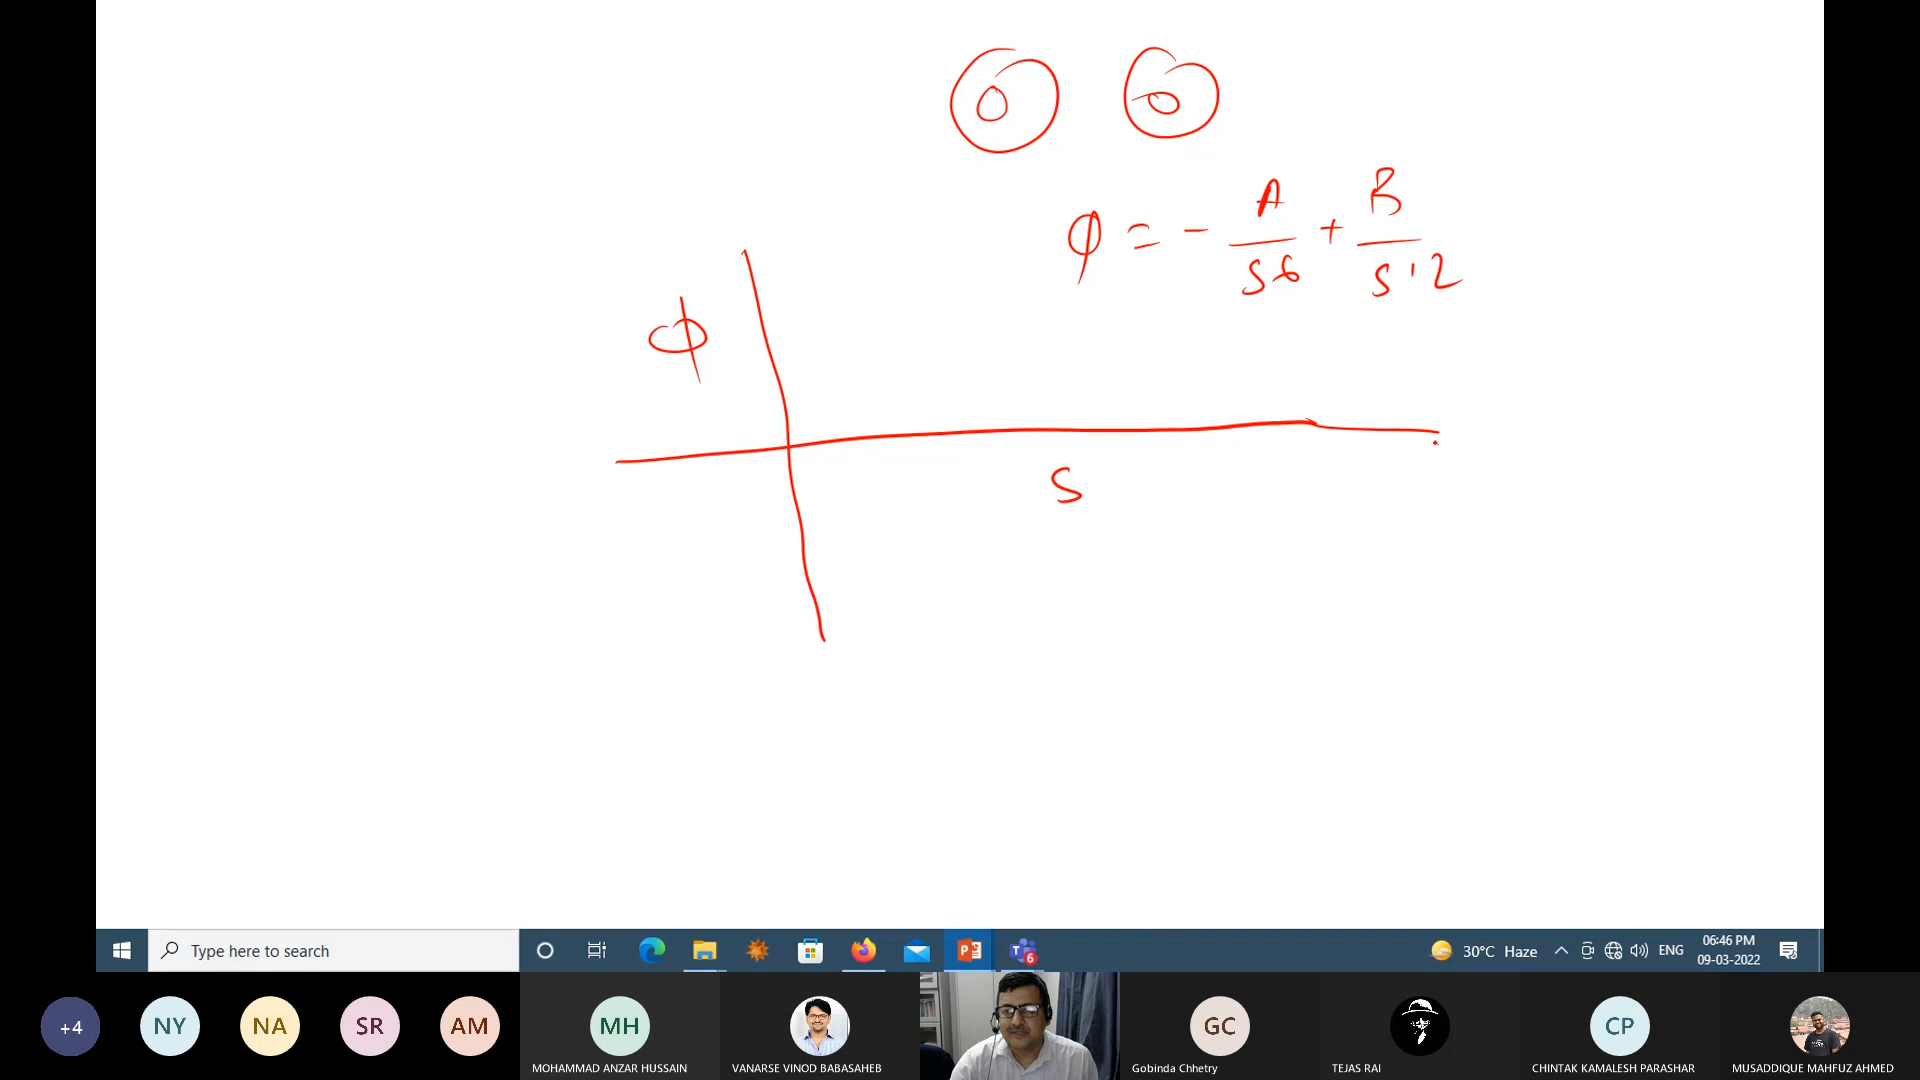 ϕ = - A/s6 + B/s12
ϕ
S
Type here to search
6
30°C Haze
ENG
06:46 PM
09-03-2022
+4
NY
NA
SR
AM
MH
GC
CP
MOHAMMAD ANZAR HUSSAIN
VANARSE VINOD BABASAHEB
Gobinda Chhetry
TEJAS RAI
CHINTAK KAMALESH PARASHAR
MUSADDIQUE MAHFUZ AHMED